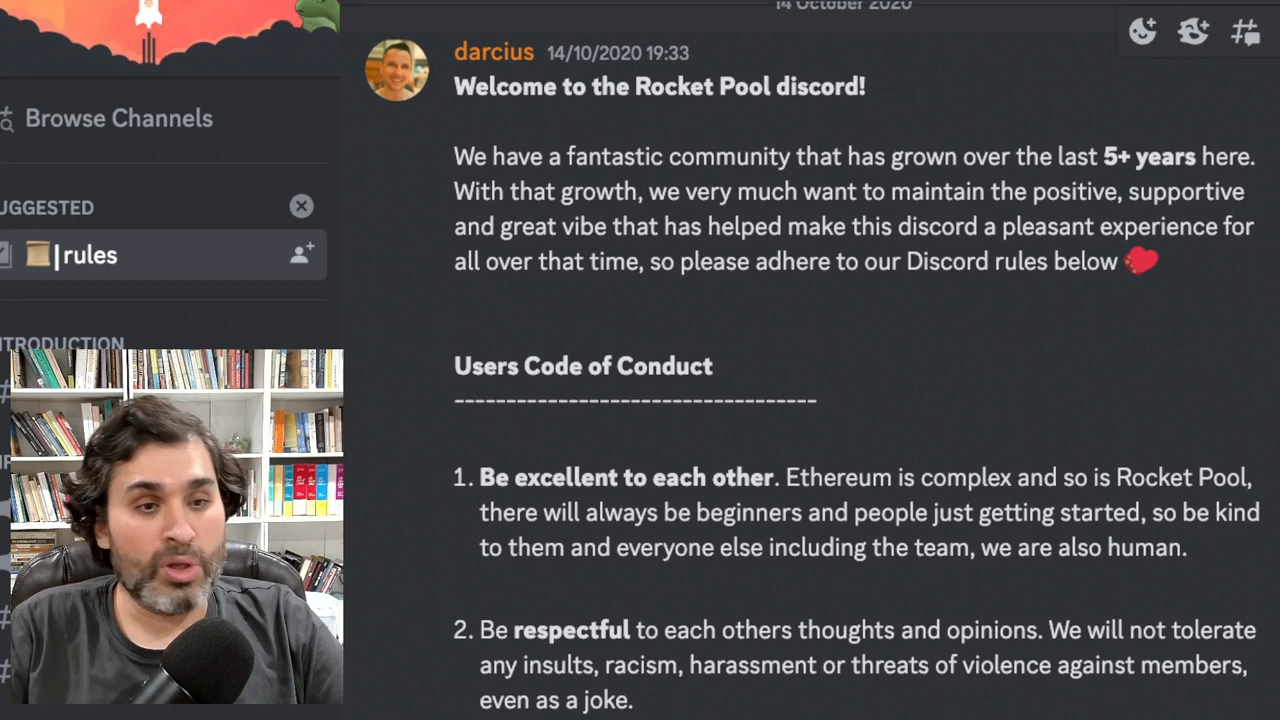 14 October 2020
darcius 14/10/2020 19:33
Welcome to the Rocket Pool discord!
We have a fantastic community that has grown over the last 5+ years here.
With that growth, we very much want to maintain the positive, supportive
and great vibe that has helped make this discord a pleasant experience for
all over that time, so please adhere to our Discord rules below
Users Code of Conduct
-----------------------------------
1. Be excellent to each other. Ethereum is complex and so is Rocket Pool,
there will always be beginners and people just getting started, so be kind
to them and everyone else including the team, we are also human.
2. Be respectful to each others thoughts and opinions. We will not tolerate
any insults, racism, harassment or threats of violence against members,
even as a joke.
Browse Channels
UGGESTED
| rules
NTRODUCTION